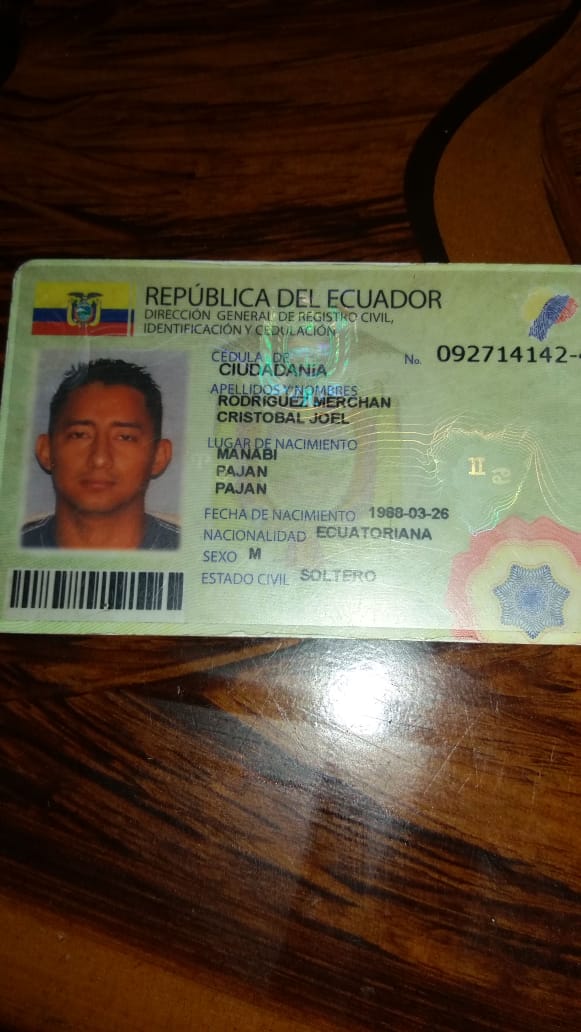 REPÚBLICA DEL ECUADOR
DIRECCIÓN GENERAL DE REGISTRO CIVIL,
IDENTIFICACIÓN Y CEDULACIÓN
CÉDULA DE No. 092714142-
CIUDADANÍA
APELLIDOS Y NOMBRES
RODRIGUEZ MERCHAN
CRISTOBAL JOEL
LUGAR DE NACIMIENTO
MANABI
PAJAN
PAJAN
FECHA DE NACIMIENTO 1988-03-26
NACIONALIDAD ECUATORIANA
SEXO M
ESTADO CIVIL SOLTERO